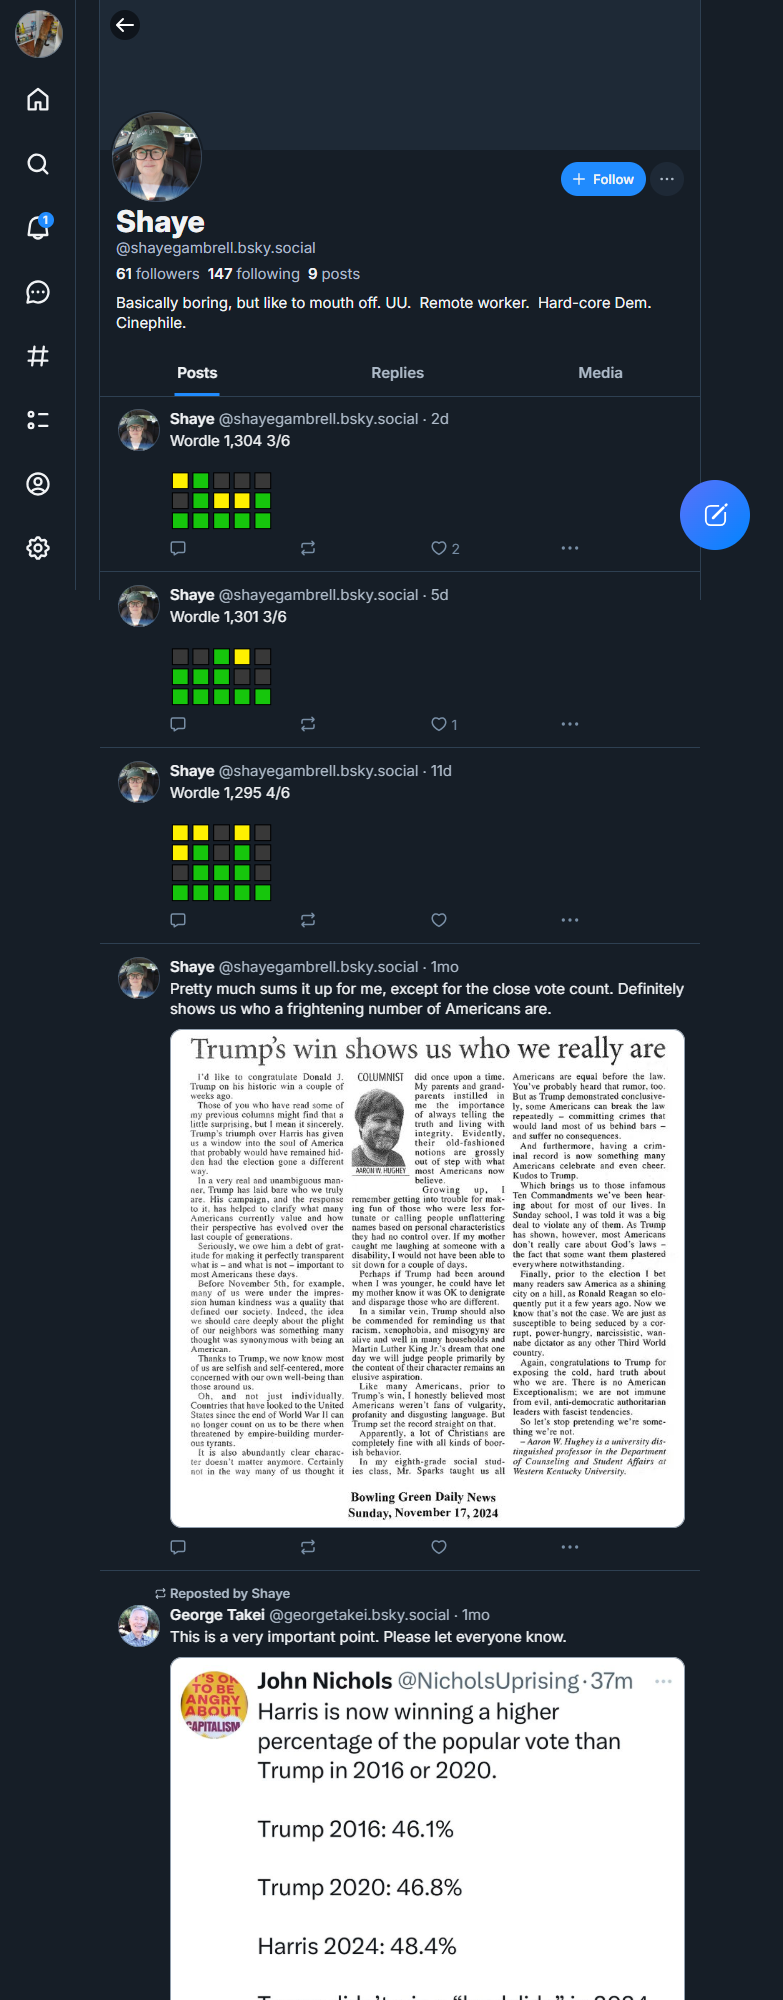 Shaye
@shayegambrell.bsky.social
61 followers 147 following 9 posts
Basically boring, but like to mouth off. UU.  Remote worker.  Hard-core Dem.
Cinephile.
+ Follow
1
Posts Replies Media
Shaye @shayegambrell.bsky.social · 2d
Wordle 1,304 3/6
2
Shaye @shayegambrell.bsky.social · 5d
Wordle 1,301 3/6
1
Shaye @shayegambrell.bsky.social · 11d
Wordle 1,295 4/6
Shaye @shayegambrell.bsky.social · 1mo
Pretty much sums it up for me, except for the close vote count. Definitely
shows us who a frightening number of Americans are.
Trump's win shows us who we really are
I'd like to congratulate Donald J.
Trump on his historic win a couple of
weeks ago.
Those of you who have read some of
my previous columns might find that a
little surprising, but I mean it sincerely.
Trump's triumph over Harris has given
us a window into the soul of America
that probably would have remained hid-
den had the election gone a different
way.
In a very real and unambiguous man-
ner, Trump has laid bare who we truly
are. His campaign, and the response
to it, has helped to clarify what many
Americans currently value and how
their perspective has evolved over the
last couple of generations.
Seriously, we owe him a debt of grat-
itude for making it perfectly transparent
what is – and what is not – important to
most Americans these days.
Before November 5th, for example,
many of us were under the impres-
sion human kindness was a quality that
defined our society. Indeed, the idea
we should care deeply about the plight
of our neighbors was something many
thought was synonymous with being an
American.
Thanks to Trump, we now know most
of us are selfish and self-centered, more
concerned with our own well-being than
those around us.
Oh, and not just individually.
Countries that have looked to the United
States since the end of World War II can
no longer count on us to be there when
threatened by empire-building murder-
ous tyrants.
It is also abundantly clear charac-
ter doesn't matter anymore. Certainly
not in the way many of us thought it
COLUMNIST
AARON W. HUGHEY
did once upon a time.
My parents and grand-
parents instilled in
me the importance
of always telling the
truth and living with
integrity. Evidently,
their old-fashioned
notions are grossly
out of step with what
most Americans now
believe.
Growing up, I
remember getting into trouble for mak-
ing fun of those who were less for-
tunate or calling people unflattering
names based on personal characteristics
they had no control over. If my mother
caught me laughing at someone with a
disability, I would not have been able to
sit down for a couple of days.
Perhaps if Trump had been around
when I was younger, he could have let
my mother know it was OK to denigrate
and disparage those who are different.
In a similar vein, Trump should also
be commended for reminding us that
racism, xenophobia, and misogyny are
alive and well in many households and
Martin Luther King Jr.'s dream that one
day we will judge people primarily by
the content of their character remains an
elusive aspiration.
Like many Americans, prior to
Trump's win, I honestly believed most
Americans weren't fans of vulgarity,
profanity and disgusting language. But
Trump set the record straight on that.
Apparently, a lot of Christians are
completely fine with all kinds of boor-
ish behavior.
In my eighth-grade social stud-
ies class, Mr. Sparks taught us all
Americans are equal before the law.
You've probably heard that rumor, too.
But as Trump demonstrated conclusive-
ly, some Americans can break the law
repeatedly – committing crimes that
would land most of us behind bars –
and suffer no consequences.
And furthermore, having a crim-
inal record is now something many
Americans celebrate and even cheer.
Kudos to Trump.
Which brings us to those infamous
Ten Commandments we've been hear-
ing about for most of our lives. In
Sunday school, I was told it was a big
deal to violate any of them. As Trump
has shown, however, most Americans
don't really care about God's laws –
the fact that some want them plastered
everywhere notwithstanding.
Finally, prior to the election I bet
many readers saw America as a shining
city on a hill, as Ronald Reagan so elo-
quently put it a few years ago. Now we
know that's not the case. We are just as
susceptible to being seduced by a cor-
rupt, power-hungry, narcissistic, wan-
nabe dictator as any other Third World
country.
Again, congratulations to Trump for
exposing the cold, hard truth about
who we are. There is no American
Exceptionalism; we are not immune
from evil, anti-democratic authoritarian
leaders with fascist tendencies.
So let's stop pretending we're some-
thing we're not.
– Aaron W. Hughey is a university dis-
tinguished professor in the Department
of Counseling and Student Affairs at
Western Kentucky University.
Bowling Green Daily News
Sunday, November 17, 2024
Reposted by Shaye
George Takei @georgetakei.bsky.social · 1mo
This is a very important point. Please let everyone know.
IT'S OK
TO BE
ANGRY
ABOUT
CAPITALISM
John Nichols @NicholsUprising · 37m
Harris is now winning a higher
percentage of the popular vote than
Trump in 2016 or 2020.
Trump 2016: 46.1%
Trump 2020: 46.8%
Harris 2024: 48.4%